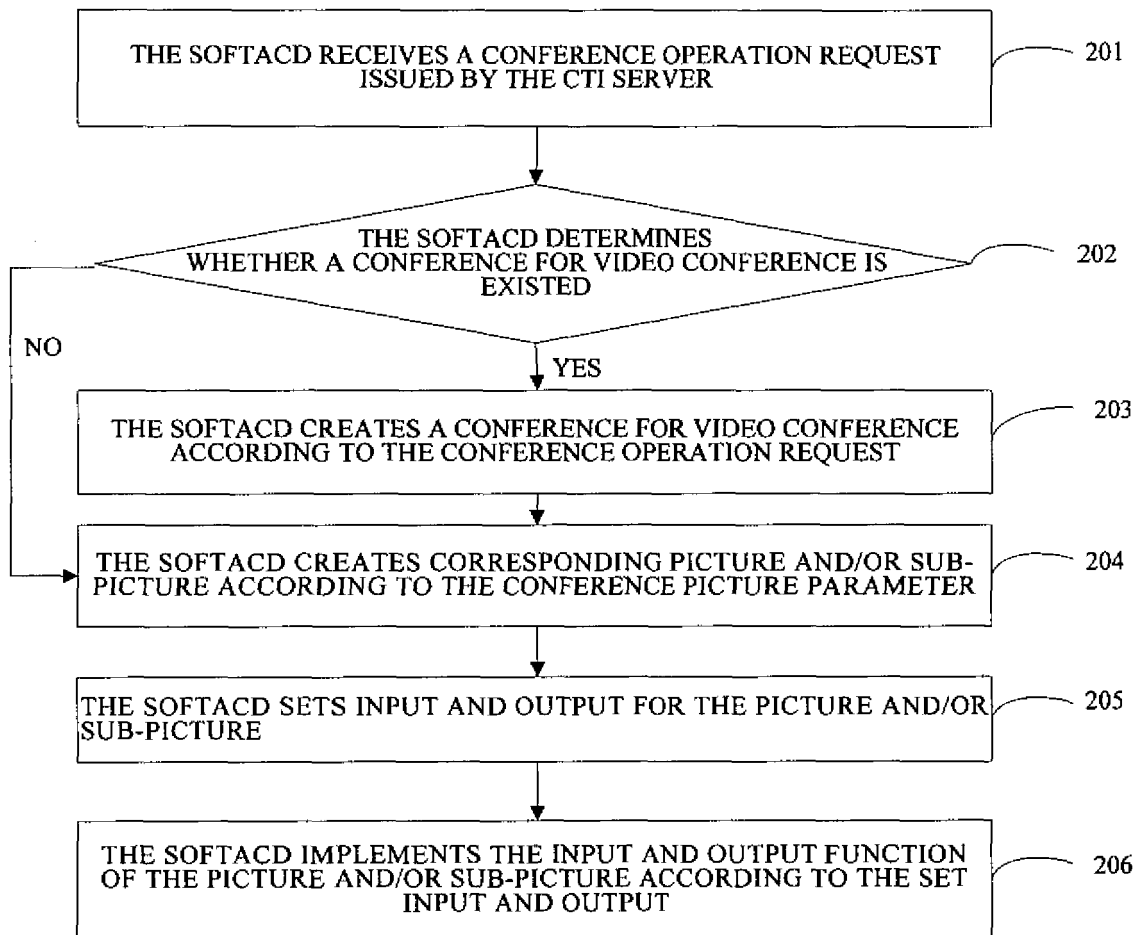 THE SOFTACD RECEIVES A CONFERENCE OPERATION REQUEST
ISSUED BY THE CTI SERVER
201
THE SOFTACD DETERMINES
WHETHER A CONFERENCE FOR VIDEO CONFERENCE IS
EXISTED
202
NO
YES
THE SOFTACD CREATES A CONFERENCE FOR VIDEO CONFERENCE
ACCORDING TO THE CONFERENCE OPERATION REQUEST
203
THE SOFTACD CREATES CORRESPONDING PICTURE AND/OR SUB-
PICTURE ACCORDING TO THE CONFERENCE PICTURE PARAMETER
204
THE SOFTACD SETS INPUT AND OUTPUT FOR THE PICTURE AND/OR
SUB-PICTURE
205
THE SOFTACD IMPLEMENTS THE INPUT AND OUTPUT FUNCTION
OF THE PICTURE AND/OR SUB-PICTURE ACCORDING TO THE SET
INPUT AND OUTPUT
206